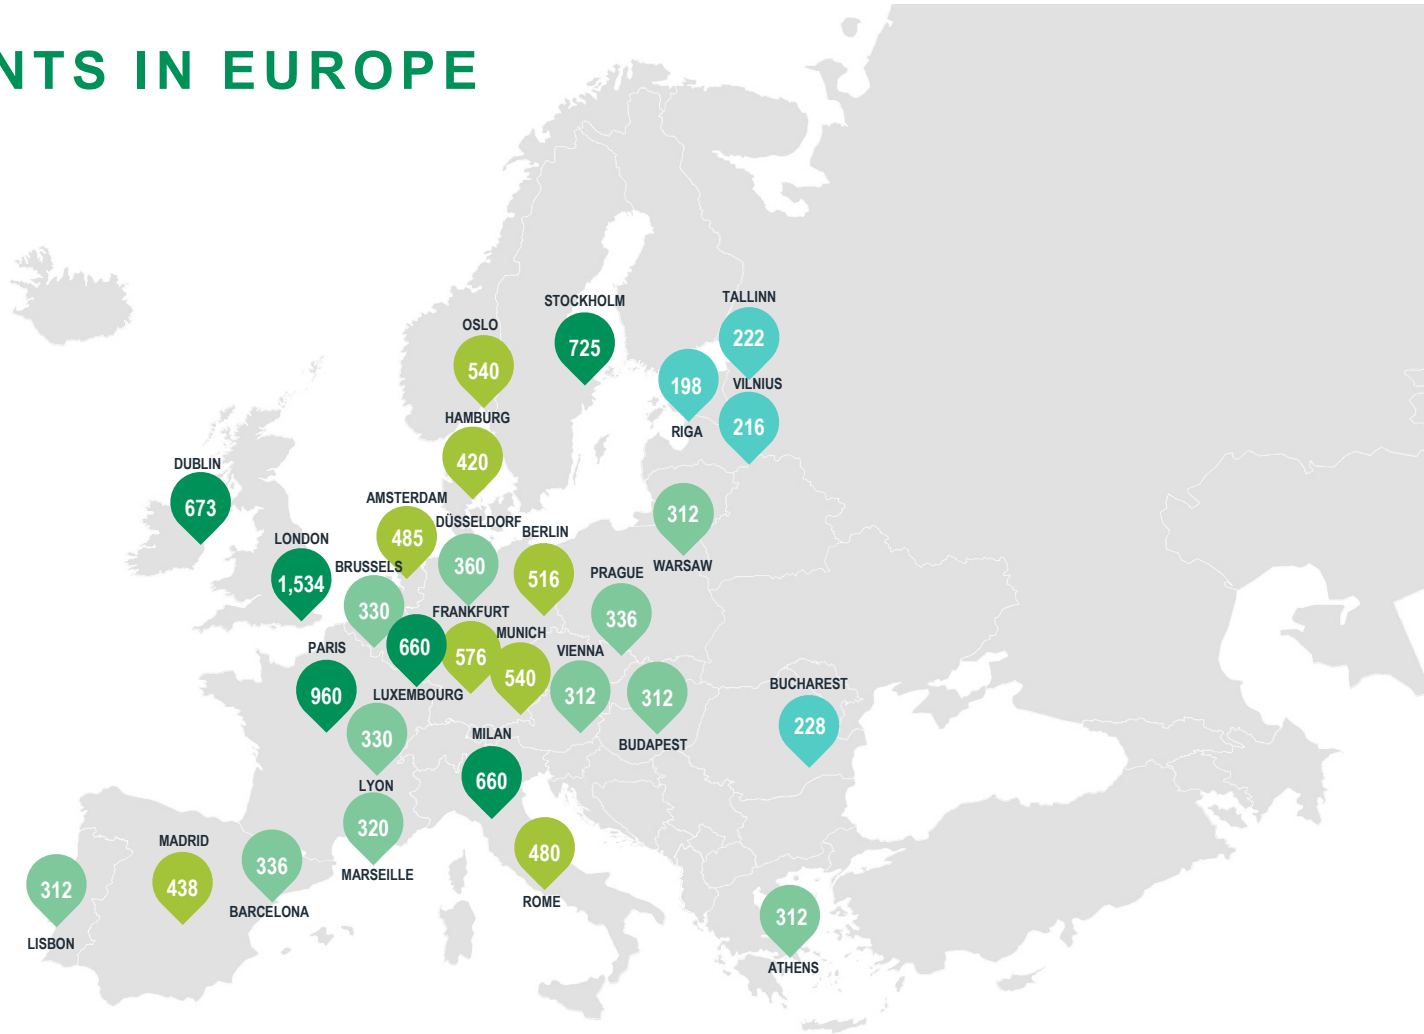 NTS IN EUROPE
STOCKHOLM
725
TALLINN
222
OSLO
540
198
RIGA
VILNIUS
216
HAMBURG
420
DUBLIN
673
AMSTERDAM
485
DÜSSELDORF
360
BERLIN
516
312
WARSAW
LONDON
1,534
BRUSSELS
330
PRAGUE
336
FRANKFURT
576
660
LUXEMBOURG
MUNICH
540
VIENNA
312
312
BUDAPEST
PARIS
960
BUCHAREST
228
330
LYON
MILAN
660
320
MARSEILLE
MADRID
438
336
BARCELONA
480
ROME
312
LISBON
312
ATHENS